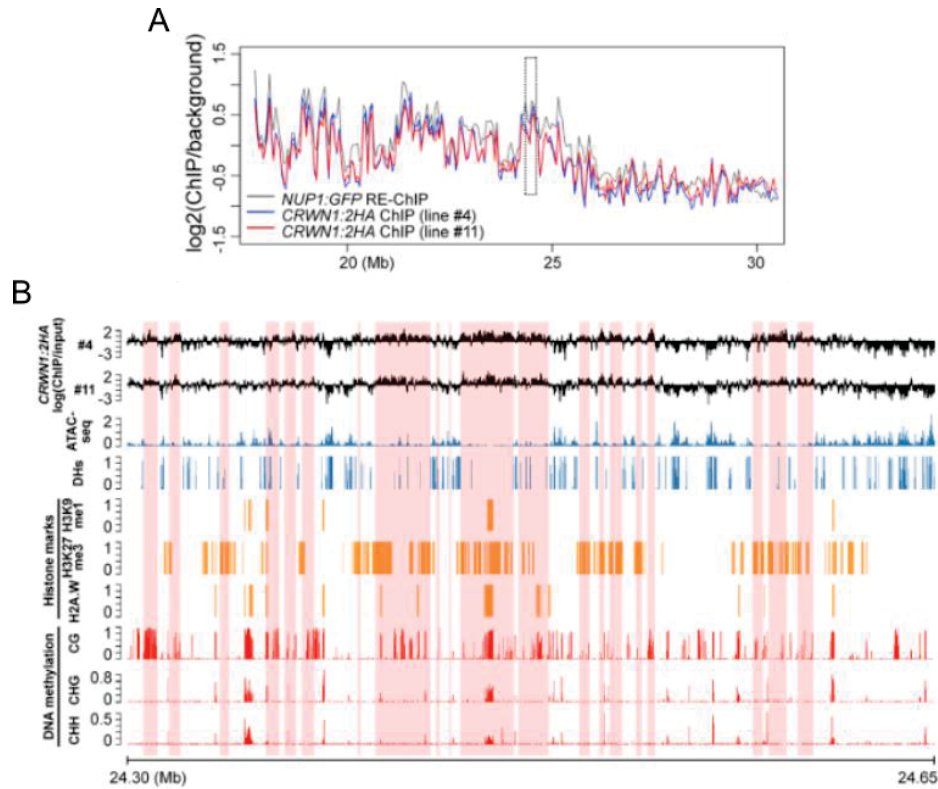 A
log2(ChIP/background)
1.5
0.5
-0.5
-1.5
NUP1:GFP RE-ChIP
CRWN1:2HA ChIP (line #4)
CRWN1:2HA ChIP (line #11)
20 (Mb)
25
30
B
CRWN1:2HA
log(ChIP/input)
#4
2
-3
#11
2
-3
ATAC-
seq
2
0
DHs
1
0
Histone marks
H3K9
me1
1
0
H3K27
me3
1
0
H2A.W
1
0
DNA methylation
CG
1
0
CHG
0.8
0
CHH
0.5
0
24.30 (Mb)
24.65